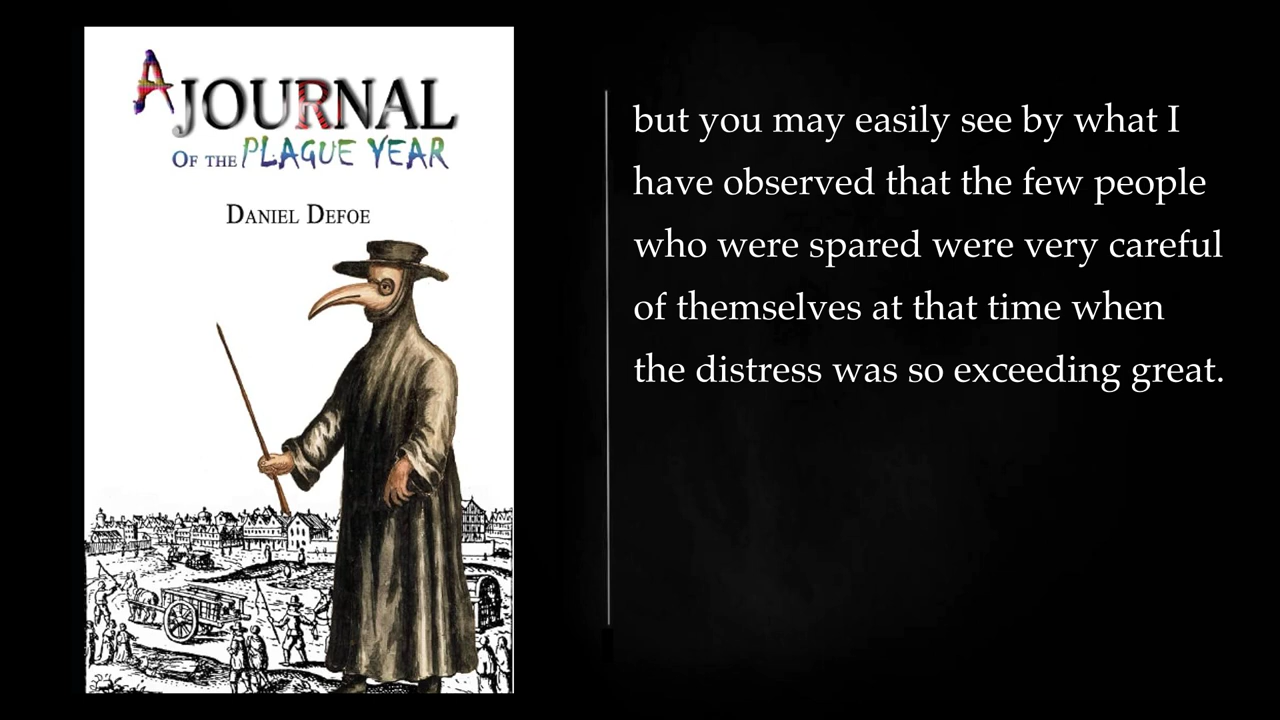 A JOURNAL
OF THE PLAGUE YEAR
DANIEL DEFOE
but you may easily see by what I
have observed that the few people
who were spared were very careful
of themselves at that time when
the distress was so exceeding great.